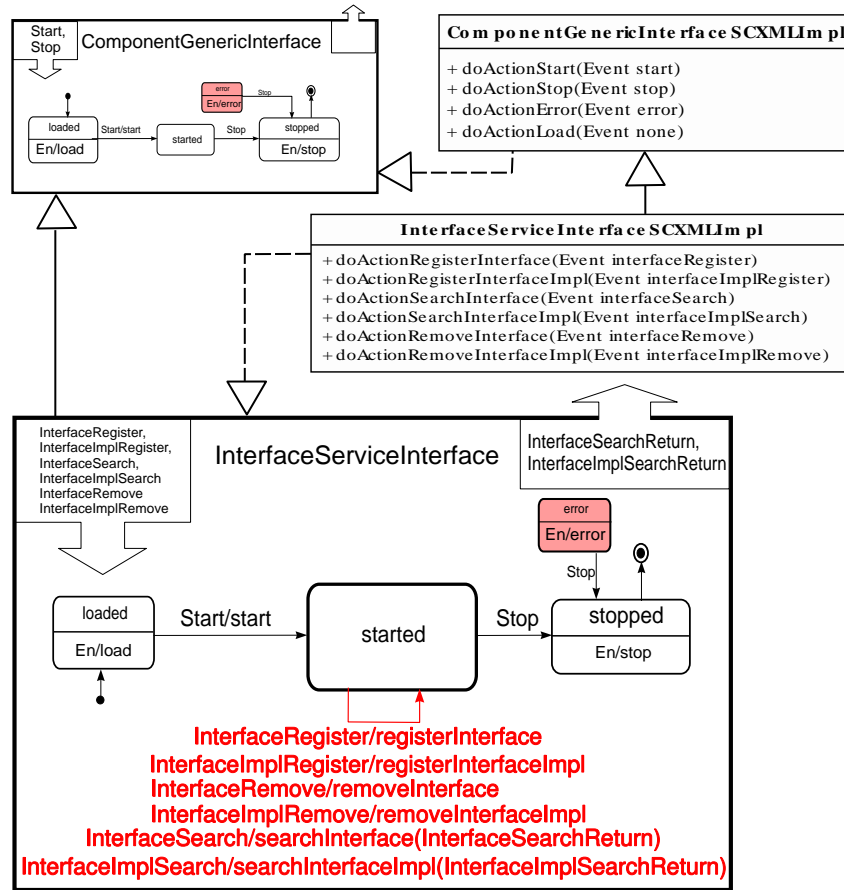 Start,
Stop
ComponentGenericInterface
error
En/error
Stop
loaded
En/load
Start/start
started
Stop
stopped
En/stop
ComponentGenericInterfaceSCXMLImpl
+ doActionStart(Event start)
+ doActionStop(Event stop)
+ doActionError(Event error)
+ doActionLoad(Event none)
InterfaceServiceInterfaceSCXMLImpl
+ doActionRegisterInterface(Event interfaceRegister)
+ doActionRegisterInterfaceImpl(Event interfaceImplRegister)
+ doActionSearchInterface(Event interfaceSearch)
+ doActionSearchInterfaceImpl(Event interfaceImplSearch)
+ doActionRemoveInterface(Event interfaceRemove)
+ doActionRemoveInterfaceImpl(Event interfaceImplRemove)
InterfaceRegister,
InterfaceImplRegister,
InterfaceSearch,
InterfaceImplSearch
InterfaceRemove
InterfaceImplRemove
InterfaceServiceInterface
InterfaceSearchReturn,
InterfaceImplSearchReturn
error
En/error
Stop
loaded
En/load
Start/start
started
Stop
stopped
En/stop
InterfaceRegister/registerInterface
InterfaceImplRegister/registerInterfaceImpl
InterfaceRemove/removeInterface
InterfaceImplRemove/removeInterfaceImpl
InterfaceSearch/searchInterface(InterfaceSearchReturn)
InterfaceImplSearch/searchInterfaceImpl(InterfaceImplSearchReturn)